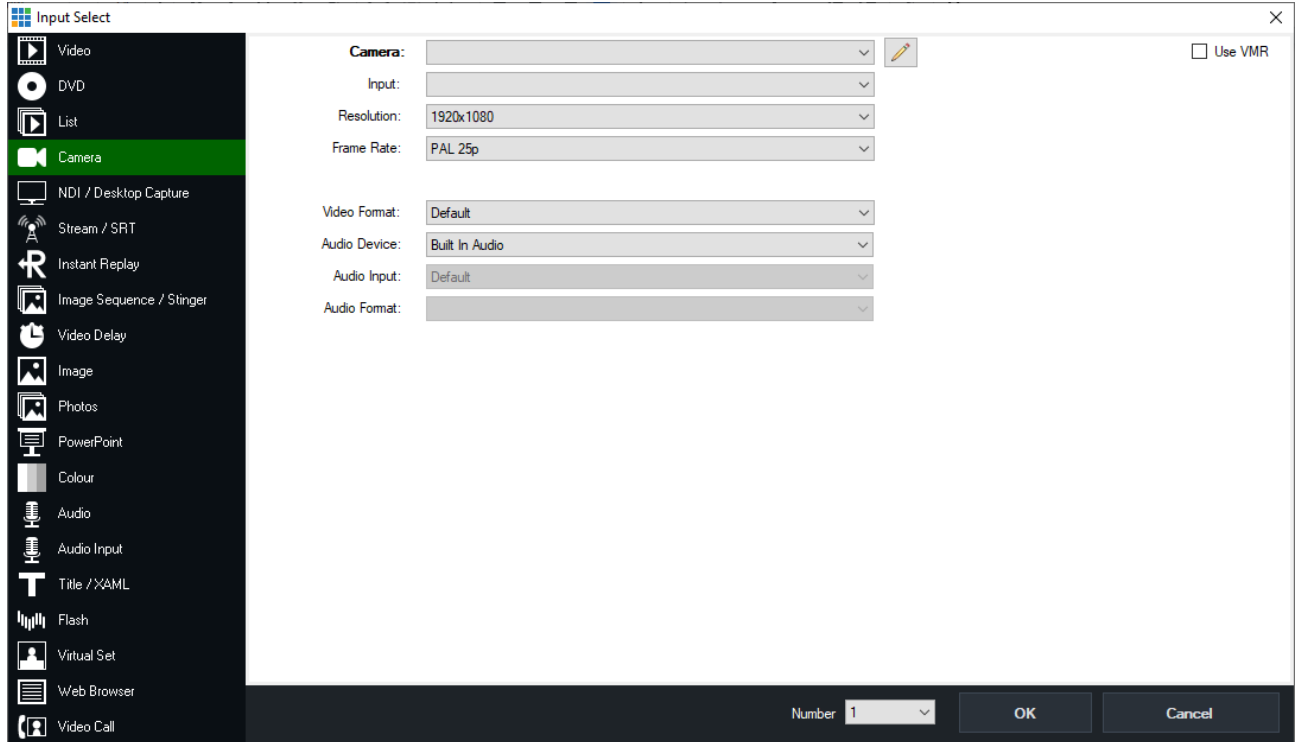 Input Select
Video
DVD
List
Camera
NDI / Desktop Capture
Stream / SRT
Instant Replay
Image Sequence / Stinger
Video Delay
Image
Photos
PowerPoint
Colour
Audio
Audio Input
Title / XAML
Flash
Virtual Set
Web Browser
Video Call
Camera:
Use VMR
Input:
Resolution: 1920x1080
Frame Rate: PAL 25p
Video Format: Default
Audio Device: Built In Audio
Audio Input: Default
Audio Format:
Number 1 OK Cancel